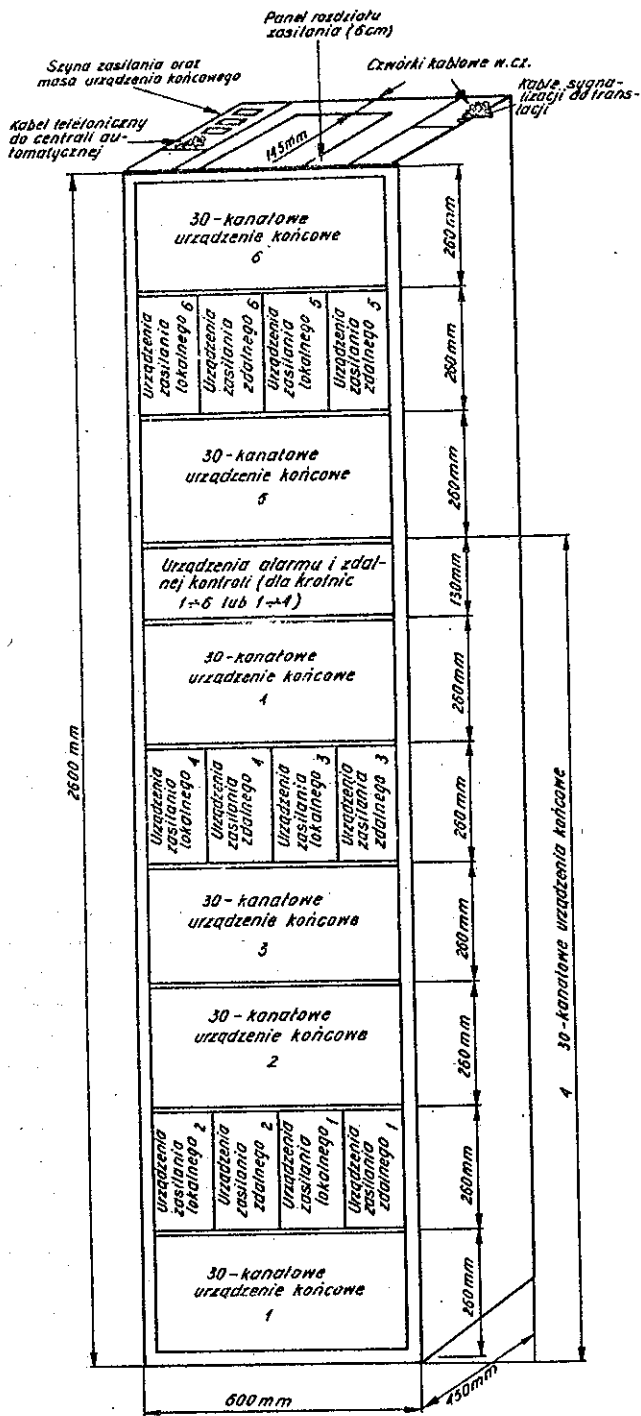 Panel rozdziału
zasilania (6cm)
Szyna zasilania oraz
masa urządzenia końcowego
Czwórki kablowe w.cz.
Kable sygna-
lizacji od trans-
lacji
Kabel telefoniczny
do centrali au-
tomatycznej
145mm
30-kanałowe
urządzenie końcowe
6
260mm
Urządzenia
zasilania
lokalnego 6
Urządzenia
zasilania
zdalnego 6
Urządzenia
zasilania
lokalnego 5
Urządzenia
zasilania
zdalnego 5
260mm
30-kanałowe
urządzenie końcowe
5
260mm
Urządzenia alarmu i zdal-
nej kontroli (dla krotnic
1÷6 lub 1÷4)
130mm
30-kanałowe
urządzenie końcowe
4
260mm
2600 mm
Urządzenia
zasilania
lokalnego 4
Urządzenia
zasilania
zdalnego 4
Urządzenia
zasilania
lokalnego 3
Urządzenia
zasilania
zdalnego 3
260mm
4 30-kanałowe urządzenia końcowe
30-kanałowe
urządzenie końcowe
3
260mm
30-kanałowe
urządzenie końcowe
2
260mm
Urządzenia
zasilania
lokalnego 2
Urządzenia
zasilania
zdalnego 2
Urządzenia
zasilania
lokalnego 1
Urządzenia
zasilania
zdalnego 1
260mm
30-kanałowe
urządzenie końcowe
1
260mm
600mm
450mm